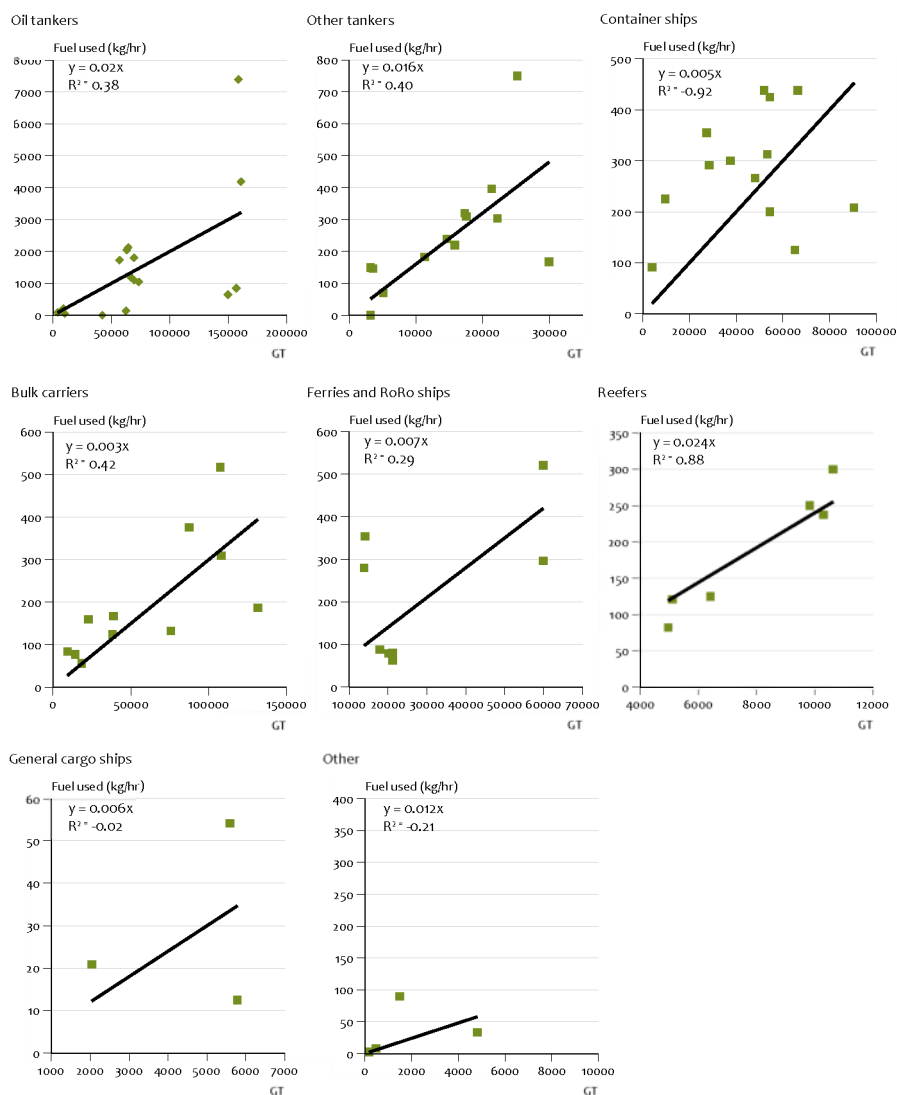 Oil tankers
Fuel used (kg/hr)
y = 0.02x
R² = 0.38
8000
7000
6000
5000
4000
3000
2000
1000
0
0 50000 100000 150000 200000
GT
Other tankers
Fuel used (kg/hr)
y = 0.016x
R² = 0.40
800
700
600
500
400
300
200
100
0
0 10000 20000 30000
GT
Container ships
Fuel used (kg/hr)
y = 0.005x
R² = -0.92
500
400
300
200
100
0
0 20000 40000 60000 80000 100000
GT
Bulk carriers
Fuel used (kg/hr)
y = 0.003x
R² = 0.42
600
500
400
300
200
100
0
0 50000 100000 150000
GT
Ferries and RoRo ships
Fuel used (kg/hr)
y = 0.007x
R² = 0.29
600
500
400
300
200
100
0
10000 20000 30000 40000 50000 60000 70000
GT
Reefers
Fuel used (kg/hr)
y = 0.024x
R² = 0.88
350
300
250
200
150
100
50
0
4000 6000 8000 10000 12000
GT
General cargo ships
Fuel used (kg/hr)
y = 0.006x
R² = -0.02
60
50
40
30
20
10
0
1000 2000 3000 4000 5000 6000 7000
GT
Other
Fuel used (kg/hr)
y = 0.012x
R² = -0.21
400
350
300
250
200
150
100
50
0
0 2000 4000 6000 8000 10000
GT